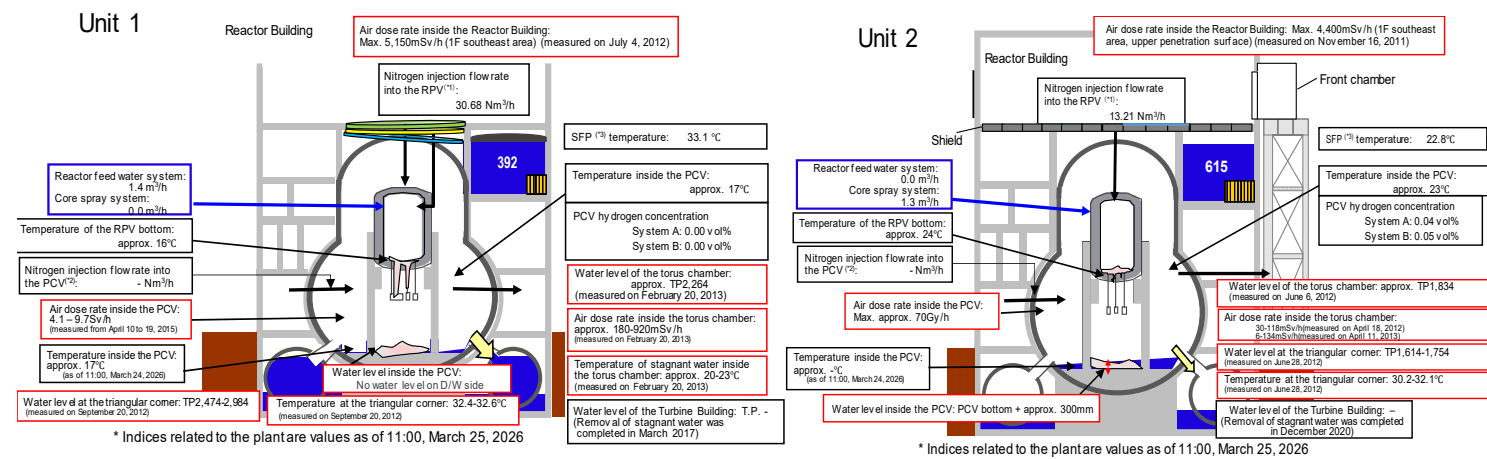 Unit 1
Reactor Building
Air dose rate inside the Reactor Building:
Max. 5,150mSv/h (1F southeast area) (measured on July 4, 2012)
Nitrogen injection flow rate
into the RPV(*1):
30.68 Nm3/h
SFP (*3) temperature: 33.1 ℃
392
Reactor feed water system:
1.4 m3/h
Core spray system:
0.0 m3/h
Temperature inside the PCV:
approx. 17℃
PCV hydrogen concentration
System A: 0.00 vol%
System B: 0.00 vol%
Temperature of the RPV bottom:
approx. 16℃
Nitrogen injection flow rate into
the PCV(*2): - Nm3/h
Water level of the torus chamber:
approx. TP2,264
(measured on February 20, 2013)
Air dose rate inside the PCV:
4.1 – 9.7Sv/h
(measured from April 10 to 19, 2015)
Air dose rate inside the torus chamber:
approx. 180-920mSv/h
(measured on February 20, 2013)
Temperature inside the PCV:
approx. 17℃
(as of 11:00, March 24, 2026)
Water level inside the PCV:
No water level on D/W side
Temperature of stagnant water inside
the torus chamber: approx. 20-23℃
(measured on February 20, 2013)
Water level at the triangular corner: TP2,474-2,984
(measured on September 20, 2012)
Temperature at the triangular corner: 32.4-32.6℃
(measured on September 20, 2012)
Water level of the Turbine Building: T.P. -
(Removal of stagnant water was
completed in March 2017)
* Indices related to the plant are values as of 11:00, March 25, 2026
Unit 2
Reactor Building
Air dose rate inside the Reactor Building: Max. 4,400mSv/h (1F southeast
area, upper penetration surface) (measured on November 16, 2011)
Front chamber
Nitrogen injection flow rate
into the RPV (*1):
13.21 Nm3/h
Shield
SFP (*3) temperature: 22.8℃
615
Reactor feed water system:
0.0 m3/h
Core spray system:
1.3 m3/h
Temperature inside the PCV:
approx. 23℃
PCV hydrogen concentration
System A: 0.04 vol%
System B: 0.05 vol%
Temperature of the RPV bottom:
approx. 24℃
Nitrogen injection flow rate into
the PCV(*2): - Nm3/h
Water level of the torus chamber: approx. TP1,834
(measured on June 6, 2012)
Air dose rate inside the PCV:
Max. approx. 70Gy/h
Air dose rate inside the torus chamber:
30-118mSv/h(measured on April 18, 2012)
6-134mSv/h(measured on April 11, 2013)
Temperature inside the PCV:
approx. -℃
(as of 11:00, March 24, 2026)
Water level at the triangular corner: TP1,614-1,754
(measured on June 28, 2012)
Temperature at the triangular corner: 30.2-32.1℃
(measured on June 28, 2012)
Water level inside the PCV: PCV bottom + approx. 300mm
Water level of the Turbine Building: –
(Removal of stagnant water was completed
in December 2020)
* Indices related to the plant are values as of 11:00, March 25, 2026